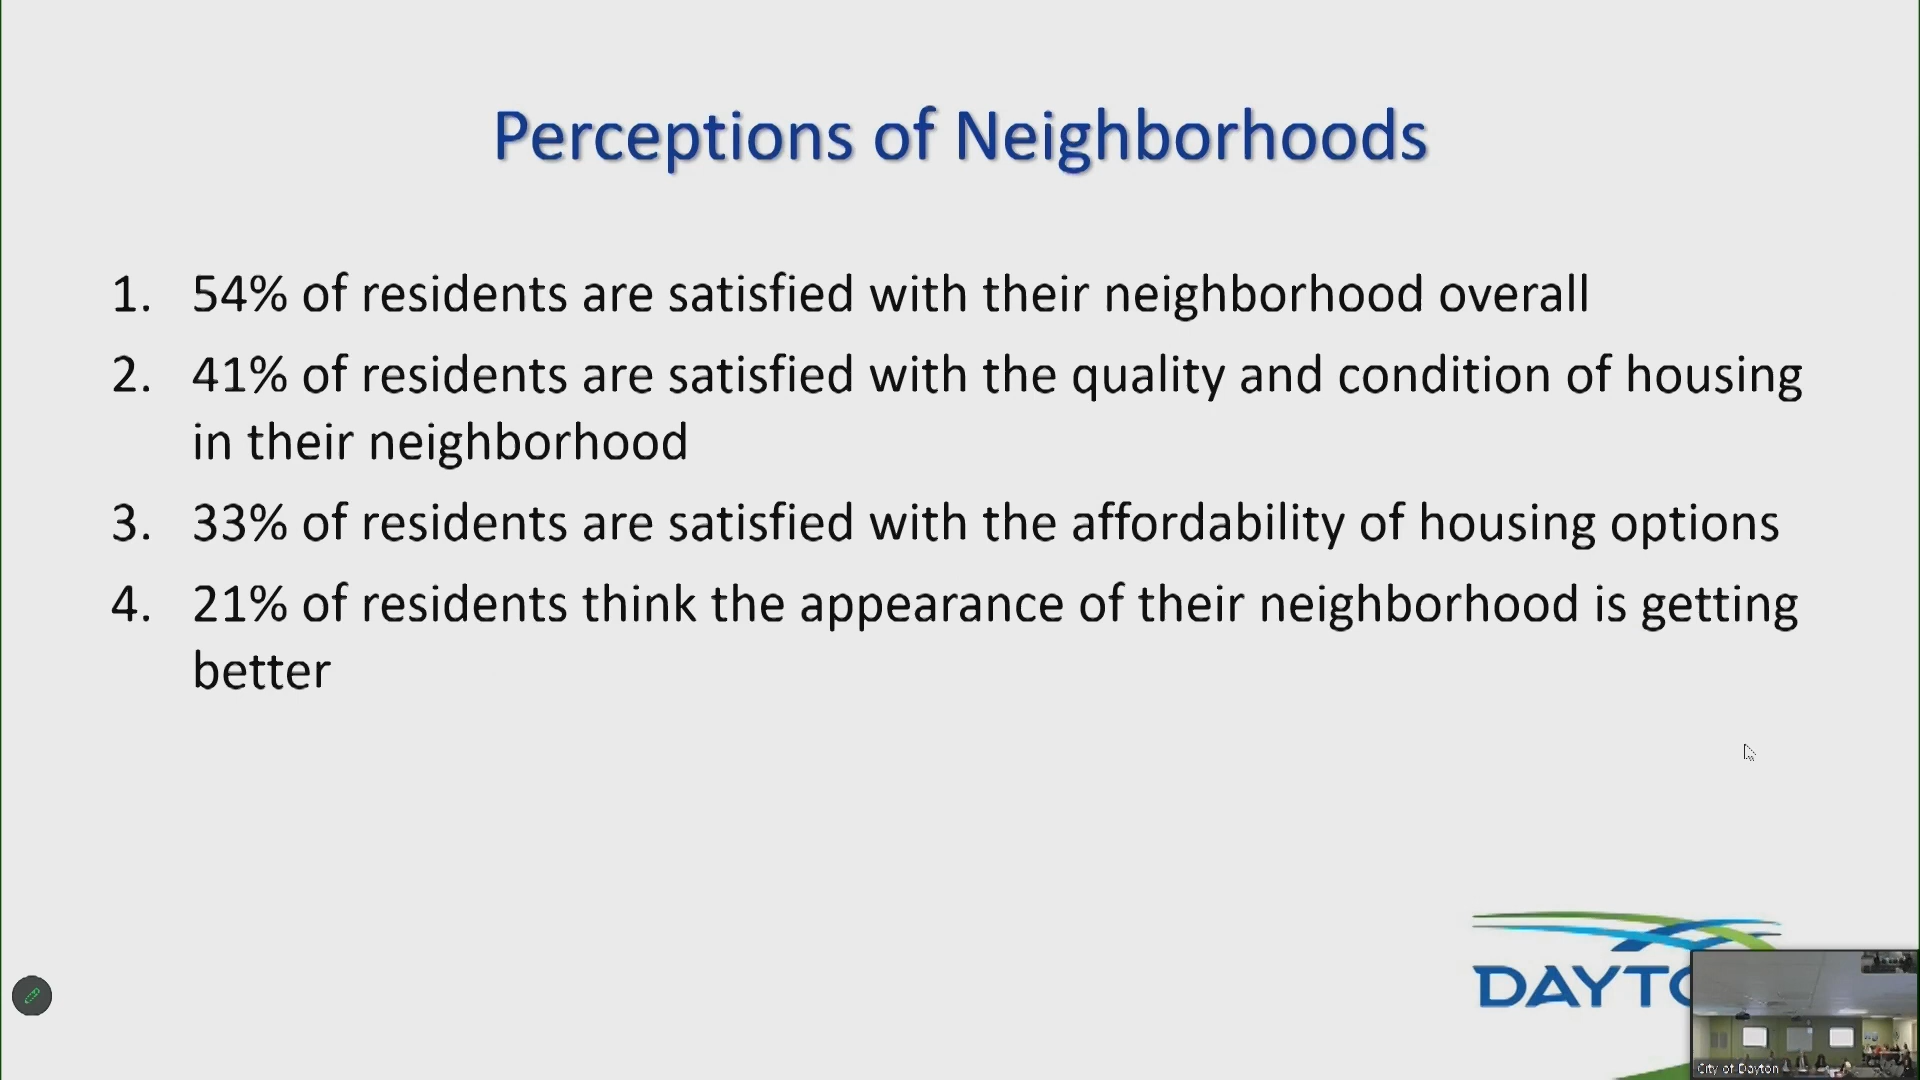 Perceptions of Neighborhoods
1. 54% of residents are satisfied with their neighborhood overall
2. 41% of residents are satisfied with the quality and condition of housing
in their neighborhood
3. 33% of residents are satisfied with the affordability of housing options
4. 21% of residents think the appearance of their neighborhood is getting
better
DAYTO
City of Dayton